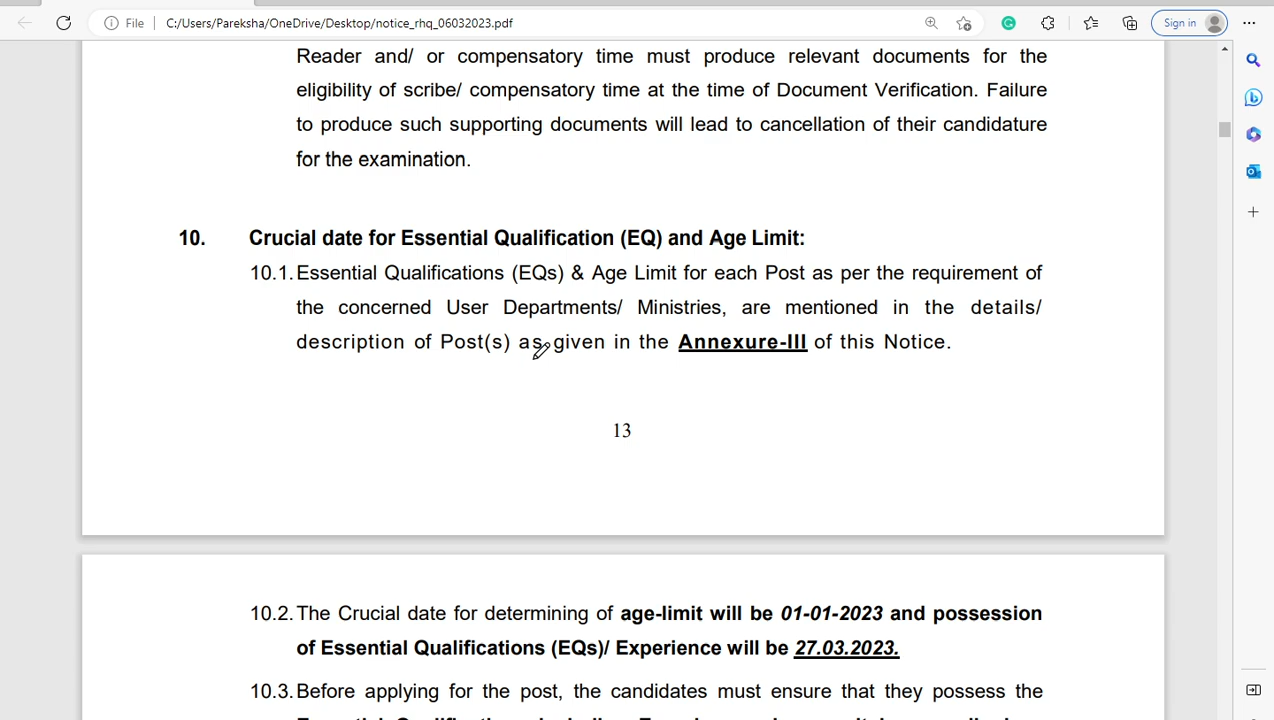 File C:/Users/Pareksha/OneDrive/Desktop/notice_rhq_06032023.pdf Sign in
Reader and/ or compensatory time must produce relevant documents for the
eligibility of scribe/ compensatory time at the time of Document Verification. Failure
to produce such supporting documents will lead to cancellation of their candidature
for the examination.
10. Crucial date for Essential Qualification (EQ) and Age Limit:
10.1. Essential Qualifications (EQs) & Age Limit for each Post as per the requirement of
the concerned User Departments/ Ministries, are mentioned in the details/
description of Post(s) as given in the Annexure-III of this Notice.
13
10.2. The Crucial date for determining of age-limit will be 01-01-2023 and possession
of Essential Qualifications (EQs)/ Experience will be 27.03.2023.
10.3. Before applying for the post, the candidates must ensure that they possess the